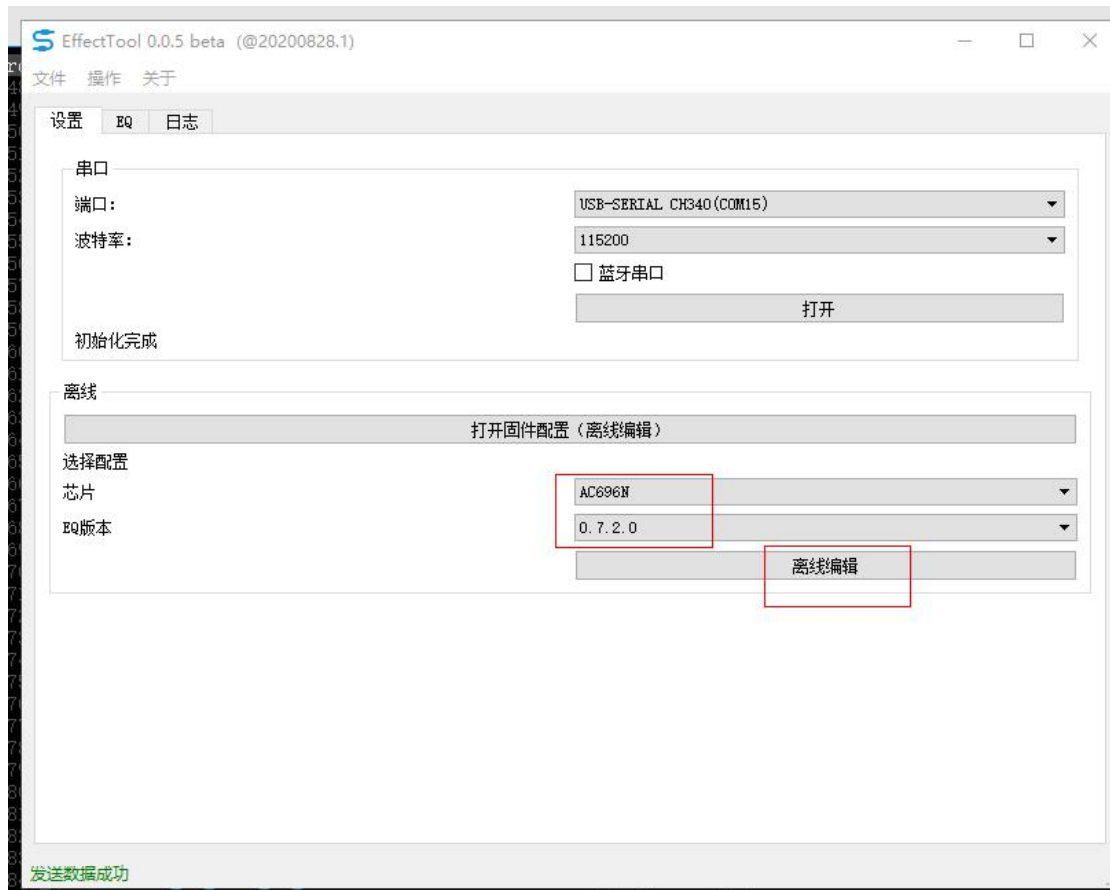 EffectTool 0.0.5 beta (@20200828.1)
文件 操作 关于
设置 EQ 日志
串口
端口: USB-SERIAL CH340(COM15)
波特率: 115200
蓝牙串口
打开
初始化完成
离线
打开固件配置（离线编辑）
选择配置
芯片 AC696N
EQ版本 0.7.2.0
离线编辑
发送数据成功